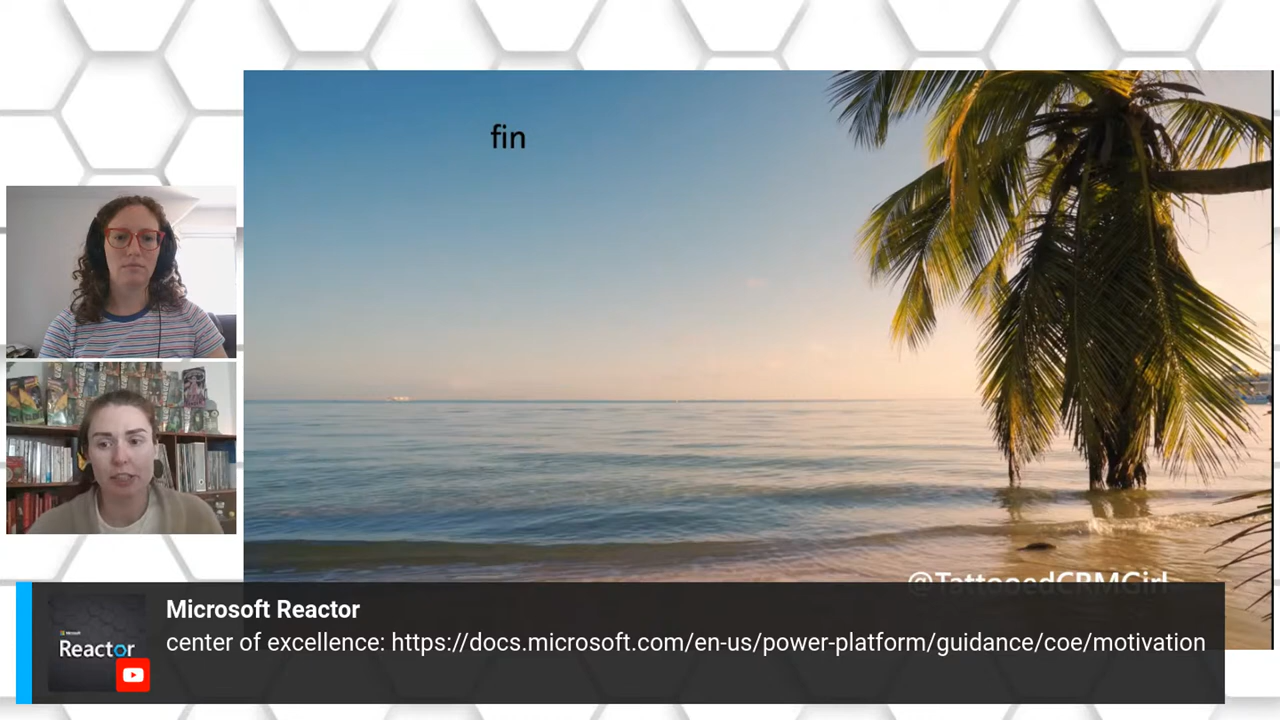 fin
@TattooedCRMGirl
Microsoft
Reactor
Microsoft Reactor
center of excellence: https://docs.microsoft.com/en-us/power-platform/guidance/coe/motivation